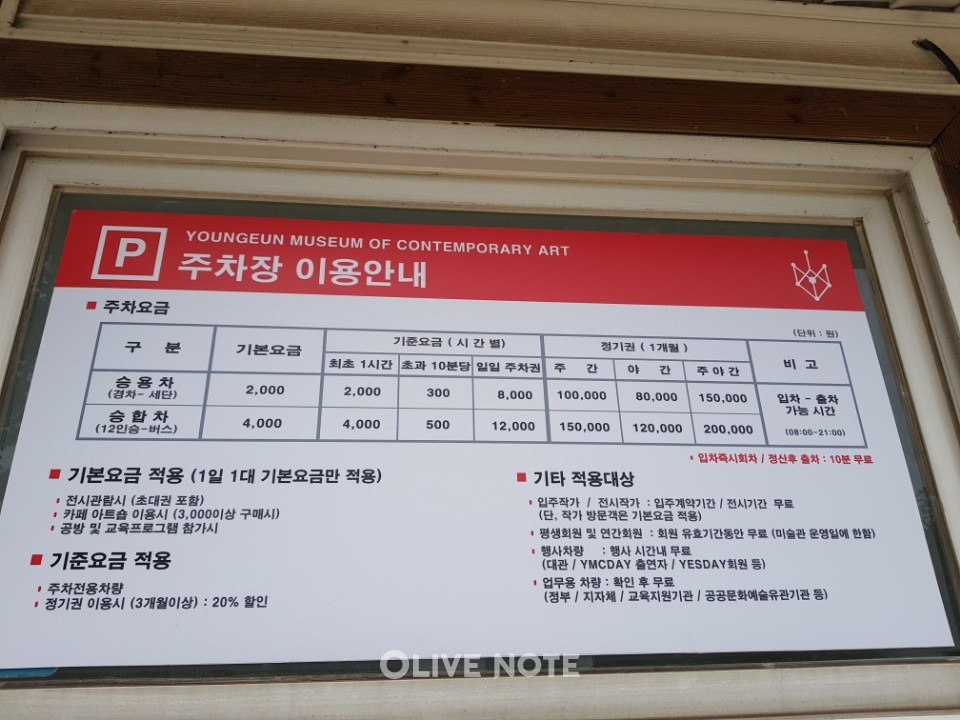 P
YOUNGEUN MUSEUM OF CONTEMPORARY ART
주차장 이용안내
■ 주차요금
(단위 : 원)
구 분 기본요금 기준요금 ( 시 간 별) 정기권 ( 1개월 ) 비 고
최초 1시간 초과 10분당 일일 주차권 주 간 야 간 주 야 간
승 용 차 (경차- 세단) 2,000 2,000 300 8,000 100,000 80,000 150,000 입차 - 출차 가능 시간 (08:00-21:00)
승 합 차 (12인승-버스) 4,000 4,000 500 12,000 150,000 120,000 200,000
입차즉시회차 / 정산후 출차 : 10분 무료
■ 기본요금 적용 (1일 1대 기본요금만 적용)
전시관람시 (초대권 포함)
카페 아트숍 이용시 (3,000이상 구매시)
공방 및 교육프로그램 참가시
■ 기준요금 적용
주차전용차량
정기권 이용시 (3개월이상) : 20% 할인
■ 기타 적용대상
입주작가 / 전시작가 : 입주계약기간 / 전시기간 무료
(단, 작가 방문객은 기본요금 적용)
평생회원 및 연간회원 : 회원 유효기간동안 무료 (미술관 운영일에 한함)
행사차량 : 행사 시간내 무료
(대관 / YMCDAY 출연자 / YESDAY회원 등)
업무용 차량 : 확인 후 무료
(정부 / 지자체 / 교육지원기관 / 공공문화예술유관기관 등)
OLIVE NOTE